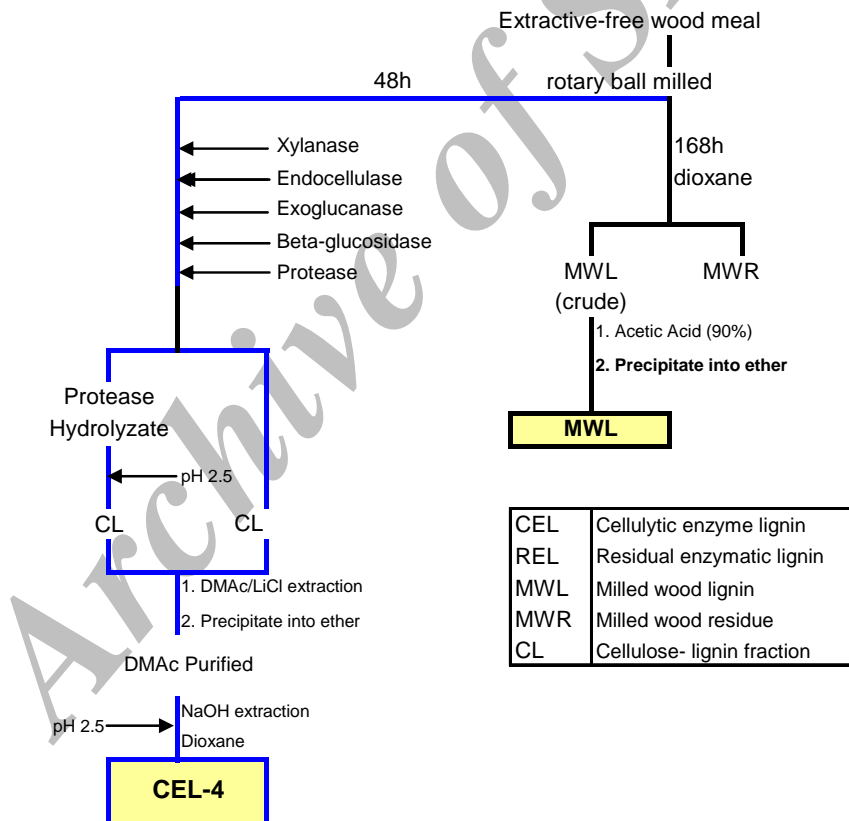 Extractive-free wood meal
48h
rotary ball milled
Xylanase
Endocellulase
Exoglucanase
Beta-glucosidase
Protease
168h
dioxane
MWL
(crude)
MWR
1. Acetic Acid (90%)
2. Precipitate into ether
MWL
Protease
Hydrolyzate
pH 2.5
CL
CL
1. DMAc/LiCl extraction
2. Precipitate into ether
DMAc Purified
pH 2.5
NaOH extraction
Dioxane
CEL-4
CEL Cellulytic enzyme lignin
REL Residual enzymatic lignin
MWL Milled wood lignin
MWR Milled wood residue
CL Cellulose- lignin fraction
Archive of S